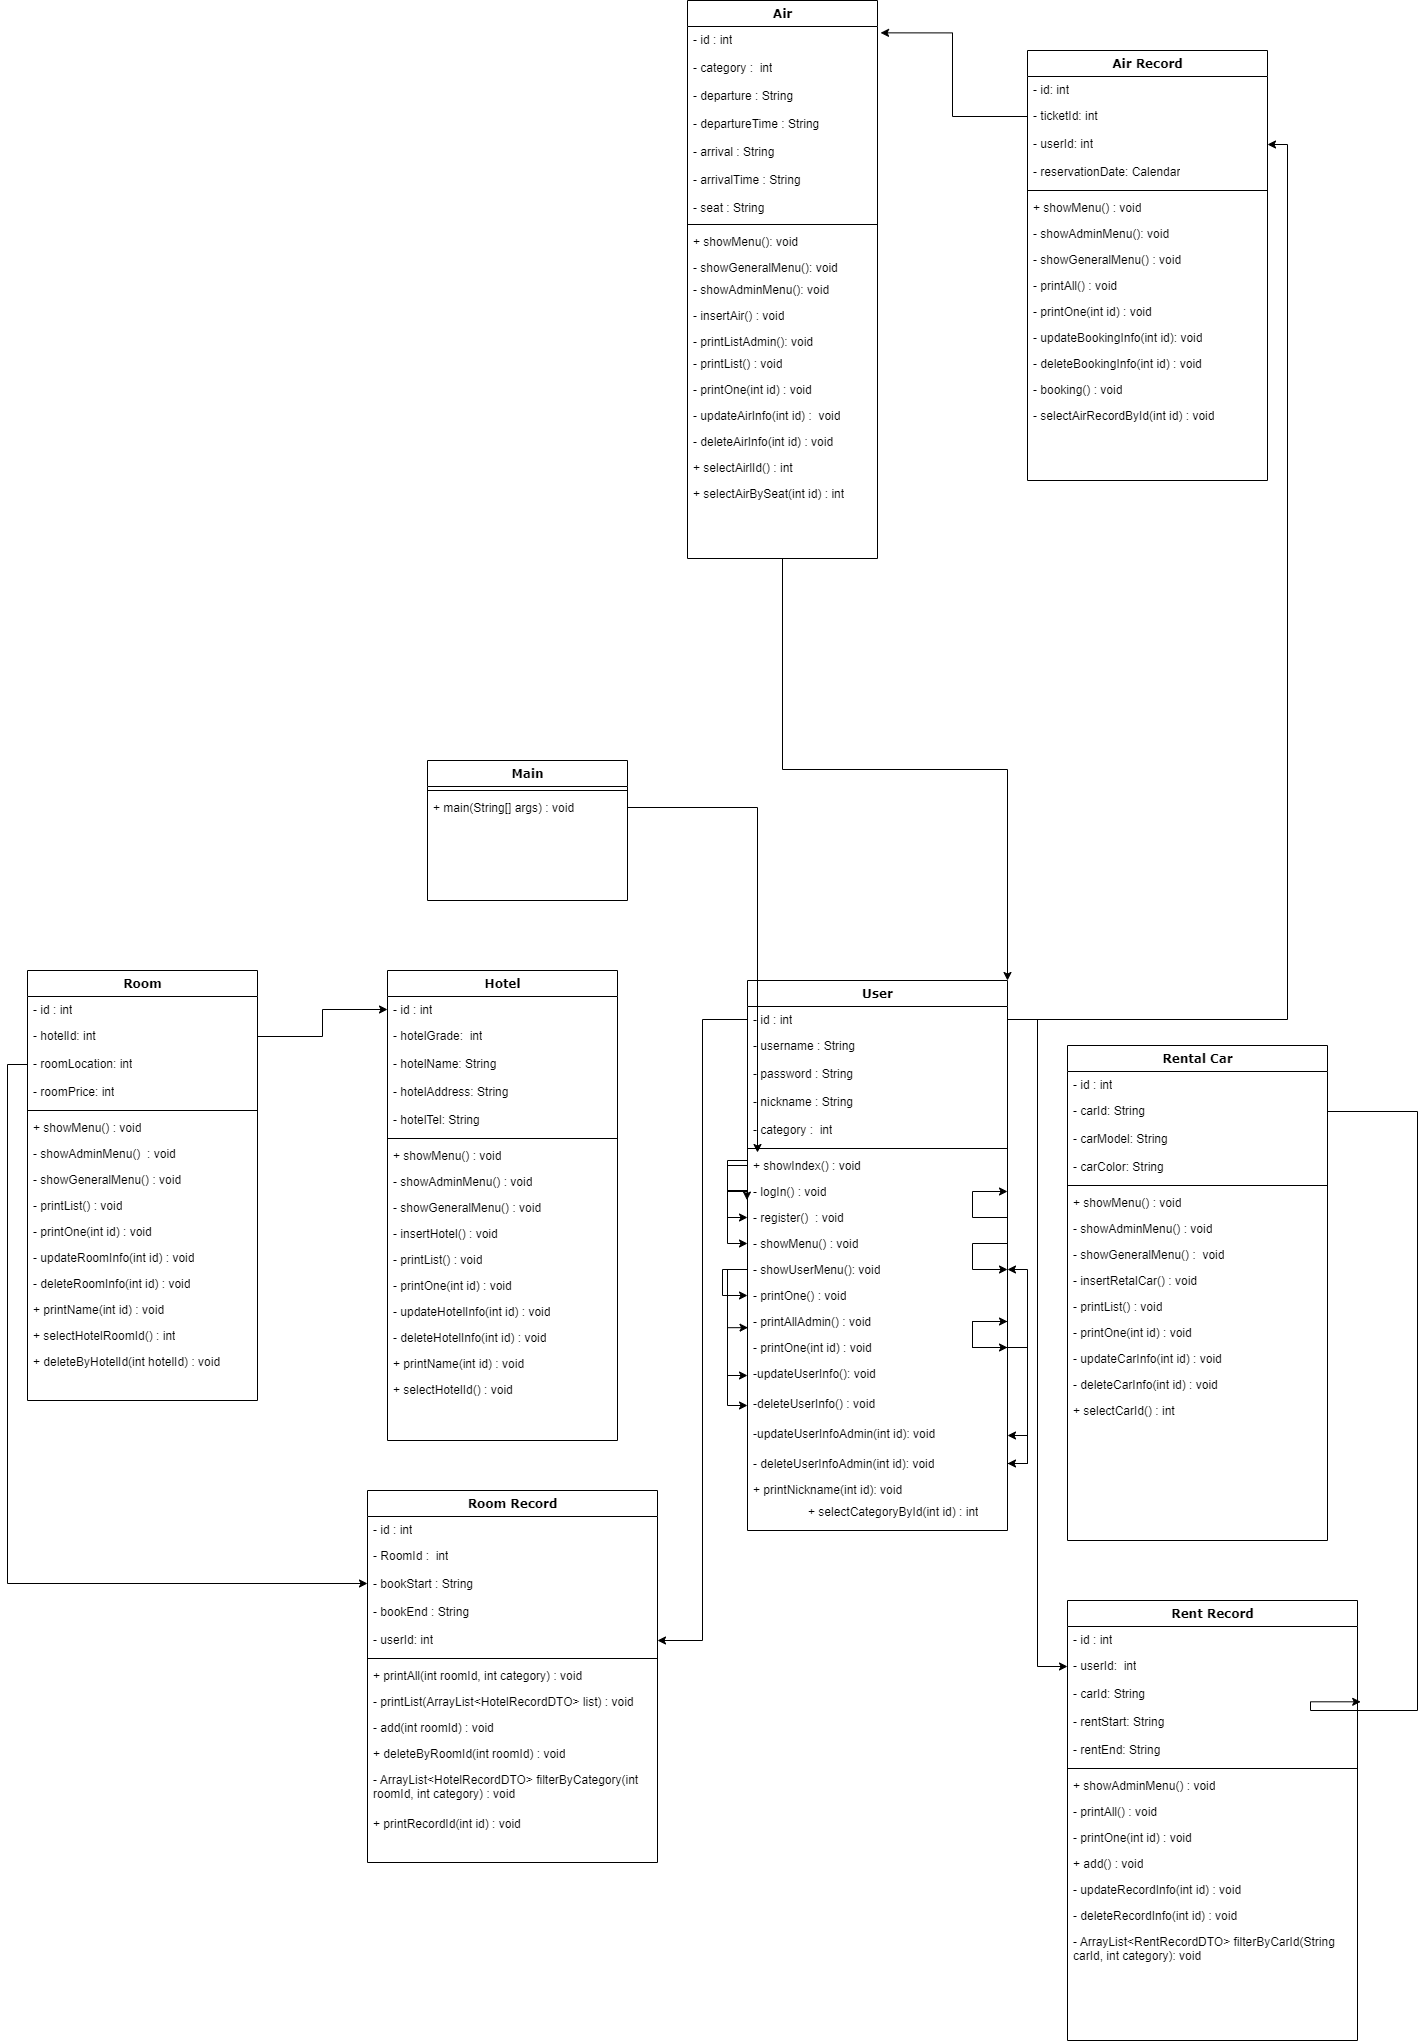 Air
- id : int
- category :  int
- departure : String
- departureTime : String
- arrival : String
- arrivalTime : String
- seat : String
+ showMenu(): void
- showGeneralMenu(): void
- showAdminMenu(): void
- insertAir() : void
- printListAdmin(): void
- printList() : void
- printOne(int id) : void
- updateAirInfo(int id) :  void
- deleteAirInfo(int id) : void
+ selectAirIId() : int
+ selectAirBySeat(int id) : int
Air Record
- id: int
- ticketId: int
- userId: int
- reservationDate: Calendar
+ showMenu() : void
- showAdminMenu(): void
- showGeneralMenu() : void
- printAll() : void
- printOne(int id) : void
- updateBookingInfo(int id): void
- deleteBookingInfo(int id) : void
- booking() : void
- selectAirRecordById(int id) : void
Main
+ main(String[] args) : void
Room
- id : int
- hotelId: int
- roomLocation: int
- roomPrice: int
+ showMenu() : void
- showAdminMenu()  : void
- showGeneralMenu() : void
- printList() : void
- printOne(int id) : void
- updateRoomInfo(int id) : void
- deleteRoomInfo(int id) : void
+ printName(int id) : void
+ selectHotelRoomId() : int
+ deleteByHotelId(int hotelId) : void
Hotel
- id : int
- hotelGrade:  int
- hotelName: String
- hotelAddress: String
- hotelTel: String
+ showMenu() : void
- showAdminMenu() : void
- showGeneralMenu() : void
- insertHotel() : void
- printList() : void
- printOne(int id) : void
- updateHotelInfo(int id) : void
- deleteHotelInfo(int id) : void
+ printName(int id) : void
+ selectHotelId() : void
User
- id : int
- username : String
- password : String
- nickname : String
- category :  int
+ showIndex() : void
- logIn() : void
- register()  : void
- showMenu() : void
- showUserMenu(): void
- printOne() : void
- printAllAdmin() : void
- printOne(int id) : void
-updateUserInfo(): void
-deleteUserInfo() : void
-updateUserInfoAdmin(int id): void
- deleteUserInfoAdmin(int id): void
+ printNickname(int id): void
+ selectCategoryById(int id) : int
Rental Car
- id : int
- carId: String
- carModel: String
- carColor: String
+ showMenu() : void
- showAdminMenu() : void
- showGeneralMenu() :  void
- insertRetalCar() : void
- printList() : void
- printOne(int id) : void
- updateCarInfo(int id) : void
- deleteCarInfo(int id) : void
+ selectCarId() : int
Room Record
- id : int
- RoomId :  int
- bookStart : String
- bookEnd : String
- userId: int
+ printAll(int roomId, int category) : void
- printList(ArrayList<HotelRecordDTO> list) : void
- add(int roomId) : void
+ deleteByRoomId(int roomId) : void
- ArrayList<HotelRecordDTO> filterByCategory(int
roomId, int category) : void
+ printRecordId(int id) : void
Rent Record
- id : int
- userId:  int
- carId: String
- rentStart: String
- rentEnd: String
+ showAdminMenu() : void
- printAll() : void
- printOne(int id) : void
+ add() : void
- updateRecordInfo(int id) : void
- deleteRecordInfo(int id) : void
- ArrayList<RentRecordDTO> filterByCarId(String
carId, int category): void